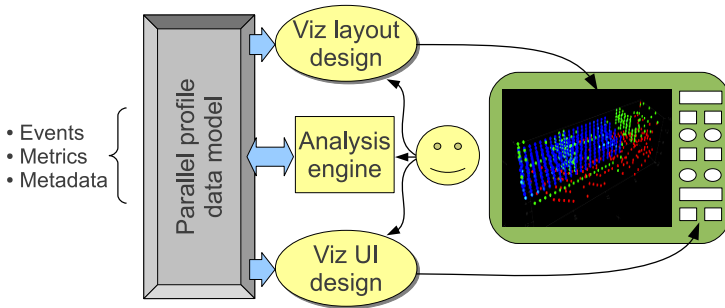 • Events
• Metrics
• Metadata
Parallel profile
data model
Viz layout
design
Analysis
engine
Viz UI
design